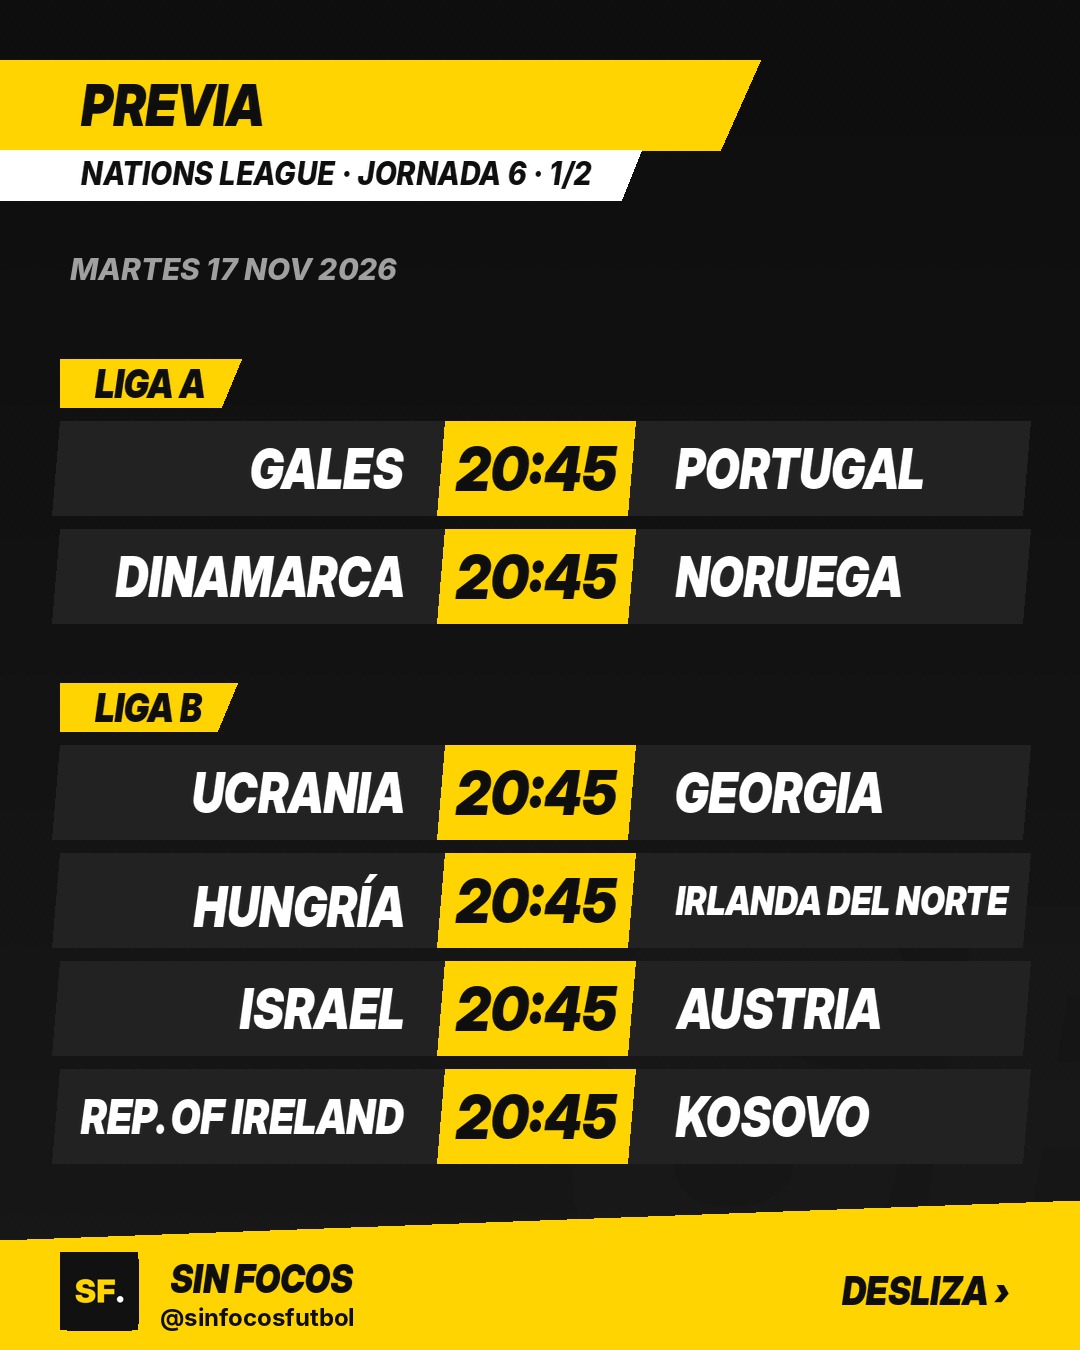 PREVIA
NATIONS LEAGUE · JORNADA 6 · 1/2
MARTES 17 NOV 2026
LIGA A
GALES 20:45 PORTUGAL
DINAMARCA 20:45 NORUEGA
LIGA B
UCRANIA 20:45 GEORGIA
HUNGRÍA 20:45 IRLANDA DEL NORTE
ISRAEL 20:45 AUSTRIA
REP. OF IRELAND 20:45 KOSOVO
SF.
SIN FOCOS
@sinfocosfutbol
DESLIZA ›